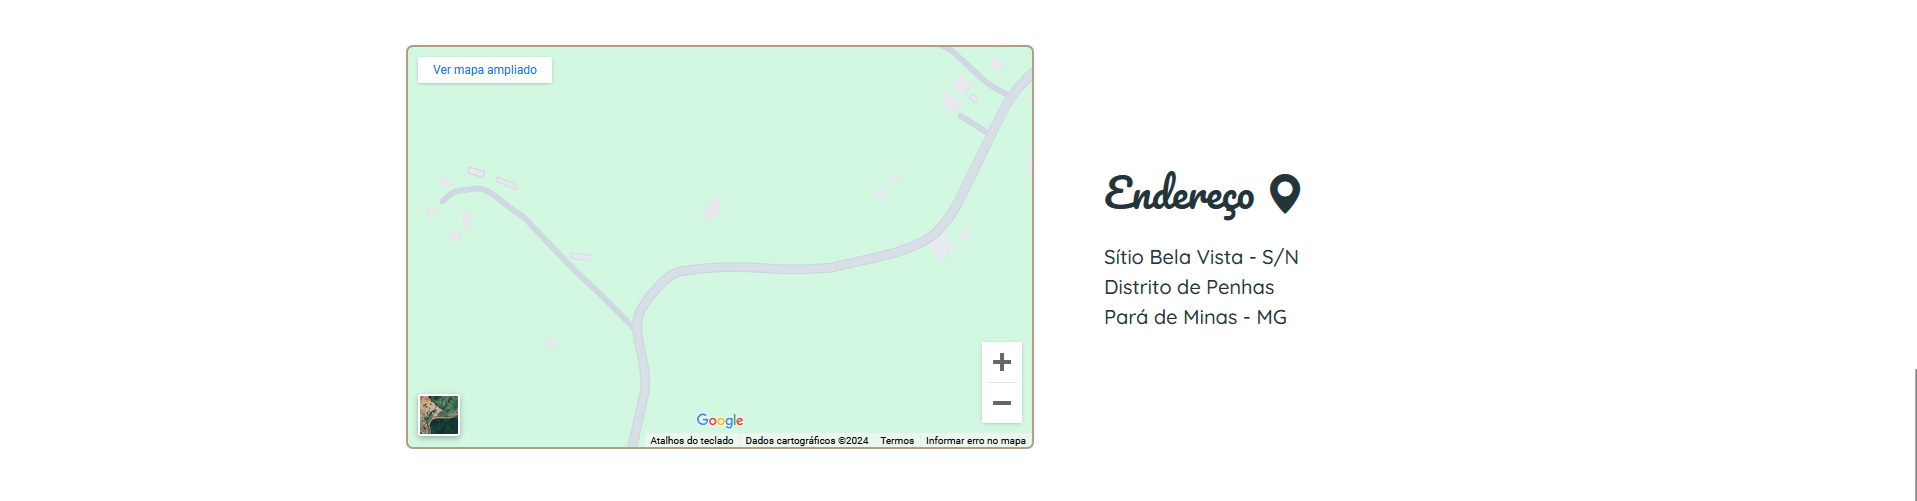 Ver mapa ampliado
Endereço
Sítio Bela Vista - S/N
Distrito de Penhas
Pará de Minas - MG
Google
Atalhos do teclado Dados cartográficos ©2024 Termos Informar erro no mapa